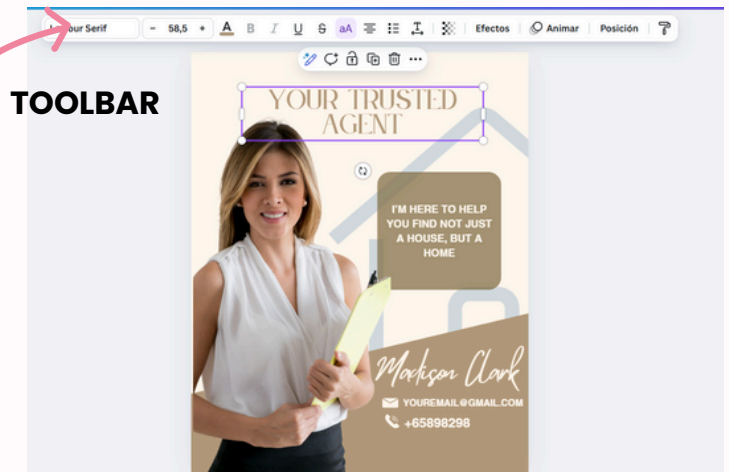 our Serif
– 58,5 + A B I U S aA Efectos Animar Posición
TOOLBAR
YOUR TRUSTED
AGENT
I'M HERE TO HELP
YOU FIND NOT JUST
A HOUSE, BUT A
HOME
Madison Clark
YOUREMAIL@GMAIL.COM
+65898298